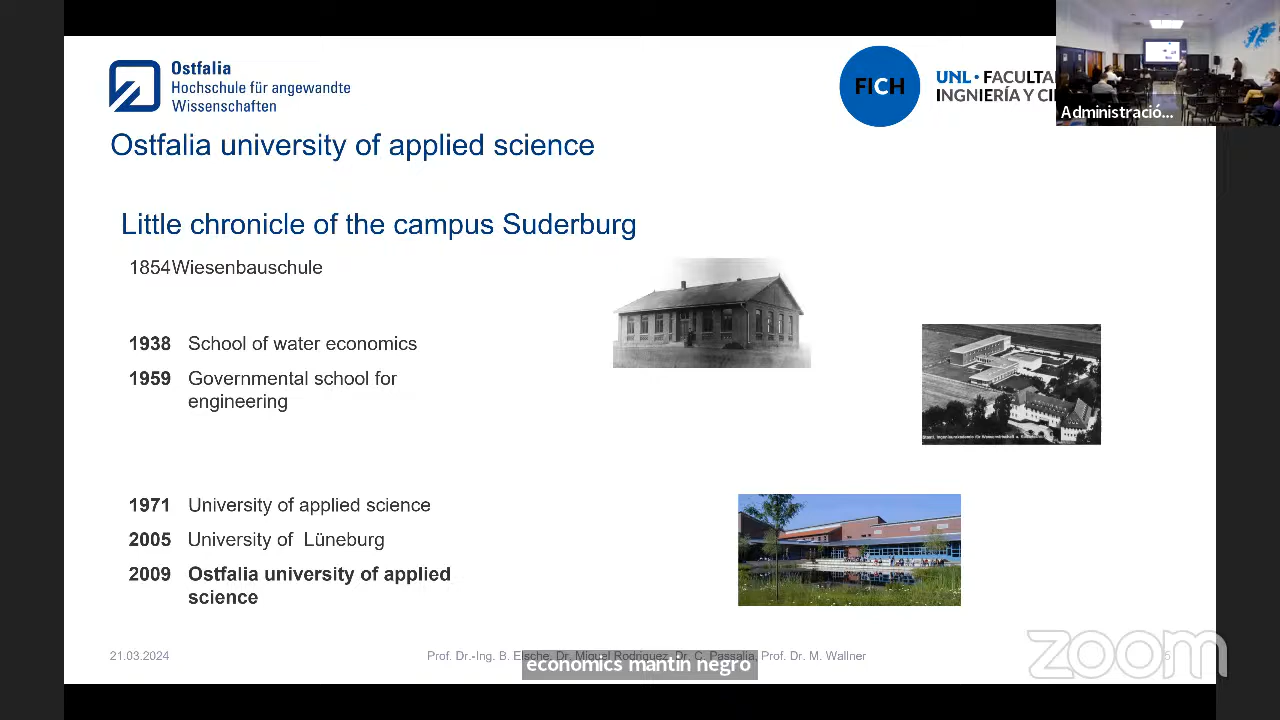 Ostfalia
Hochschule für angewandte
Wissenschaften
FICH
UNL • FACULTA
INGNIERÍA Y CI
Administració...
Ostfalia university of applied science
Little chronicle of the campus Suderburg
1854Wiesenbauschule
1938 School of water economics
1959 Governmental school for
engineering
1971 University of applied science
2005 University of Lüneburg
2009 Ostfalia university of applied
science
21.03.2024
Prof. Dr.-Ing. B. Elsche, Dr. Miguel Rodriguez, Dr. C. Passalia, Prof. Dr. M. Wallner
5
economics mantin negro
zoom